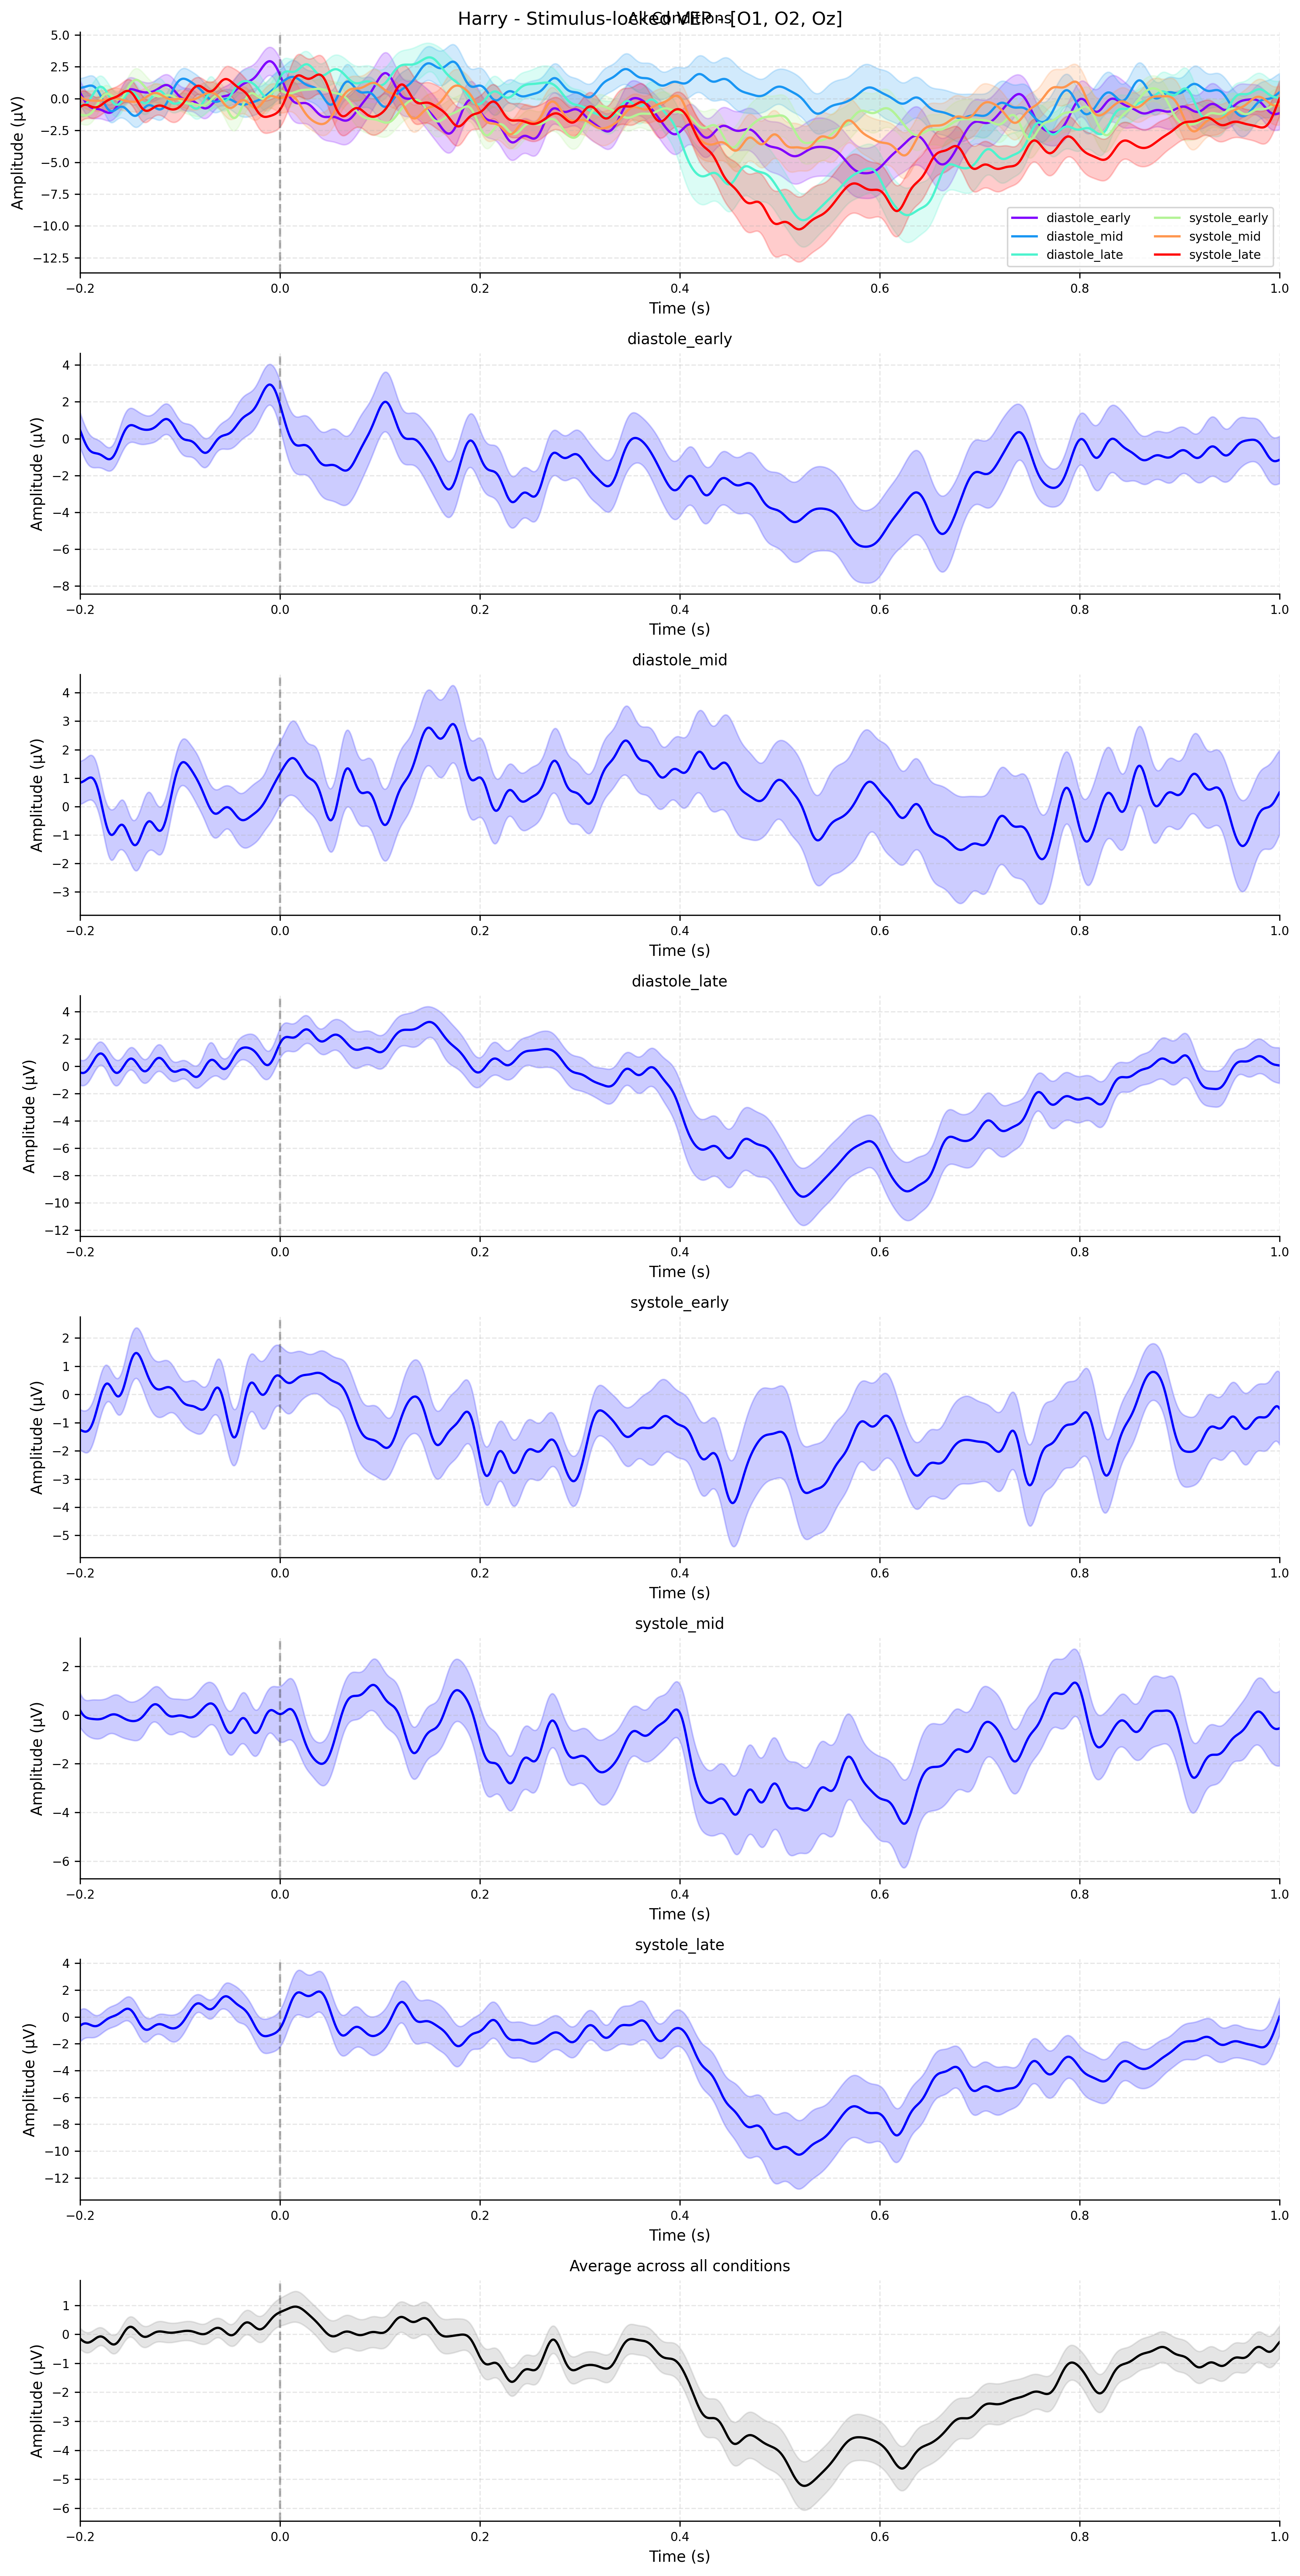 Harry - Stimulus-locked VEP - [O1, O2, Oz]
All Conditions
Amplitude (µV)
5.0
2.5
0.0
−2.5
−5.0
−7.5
−10.0
−12.5
diastole_early
diastole_mid
diastole_late
systole_early
systole_mid
systole_late
−0.2 0.0 0.2 0.4 0.6 0.8 1.0
Time (s)
diastole_early
Amplitude (µV)
4
2
0
−2
−4
−6
−8
−0.2 0.0 0.2 0.4 0.6 0.8 1.0
Time (s)
diastole_mid
Amplitude (µV)
4
3
2
1
0
−1
−2
−3
−0.2 0.0 0.2 0.4 0.6 0.8 1.0
Time (s)
diastole_late
Amplitude (µV)
4
2
0
−2
−4
−6
−8
−10
−12
−0.2 0.0 0.2 0.4 0.6 0.8 1.0
Time (s)
systole_early
Amplitude (µV)
2
1
0
−1
−2
−3
−4
−5
−0.2 0.0 0.2 0.4 0.6 0.8 1.0
Time (s)
systole_mid
Amplitude (µV)
2
0
−2
−4
−6
−0.2 0.0 0.2 0.4 0.6 0.8 1.0
Time (s)
systole_late
Amplitude (µV)
4
2
0
−2
−4
−6
−8
−10
−12
−0.2 0.0 0.2 0.4 0.6 0.8 1.0
Time (s)
Average across all conditions
Amplitude (µV)
1
0
−1
−2
−3
−4
−5
−6
−0.2 0.0 0.2 0.4 0.6 0.8 1.0
Time (s)